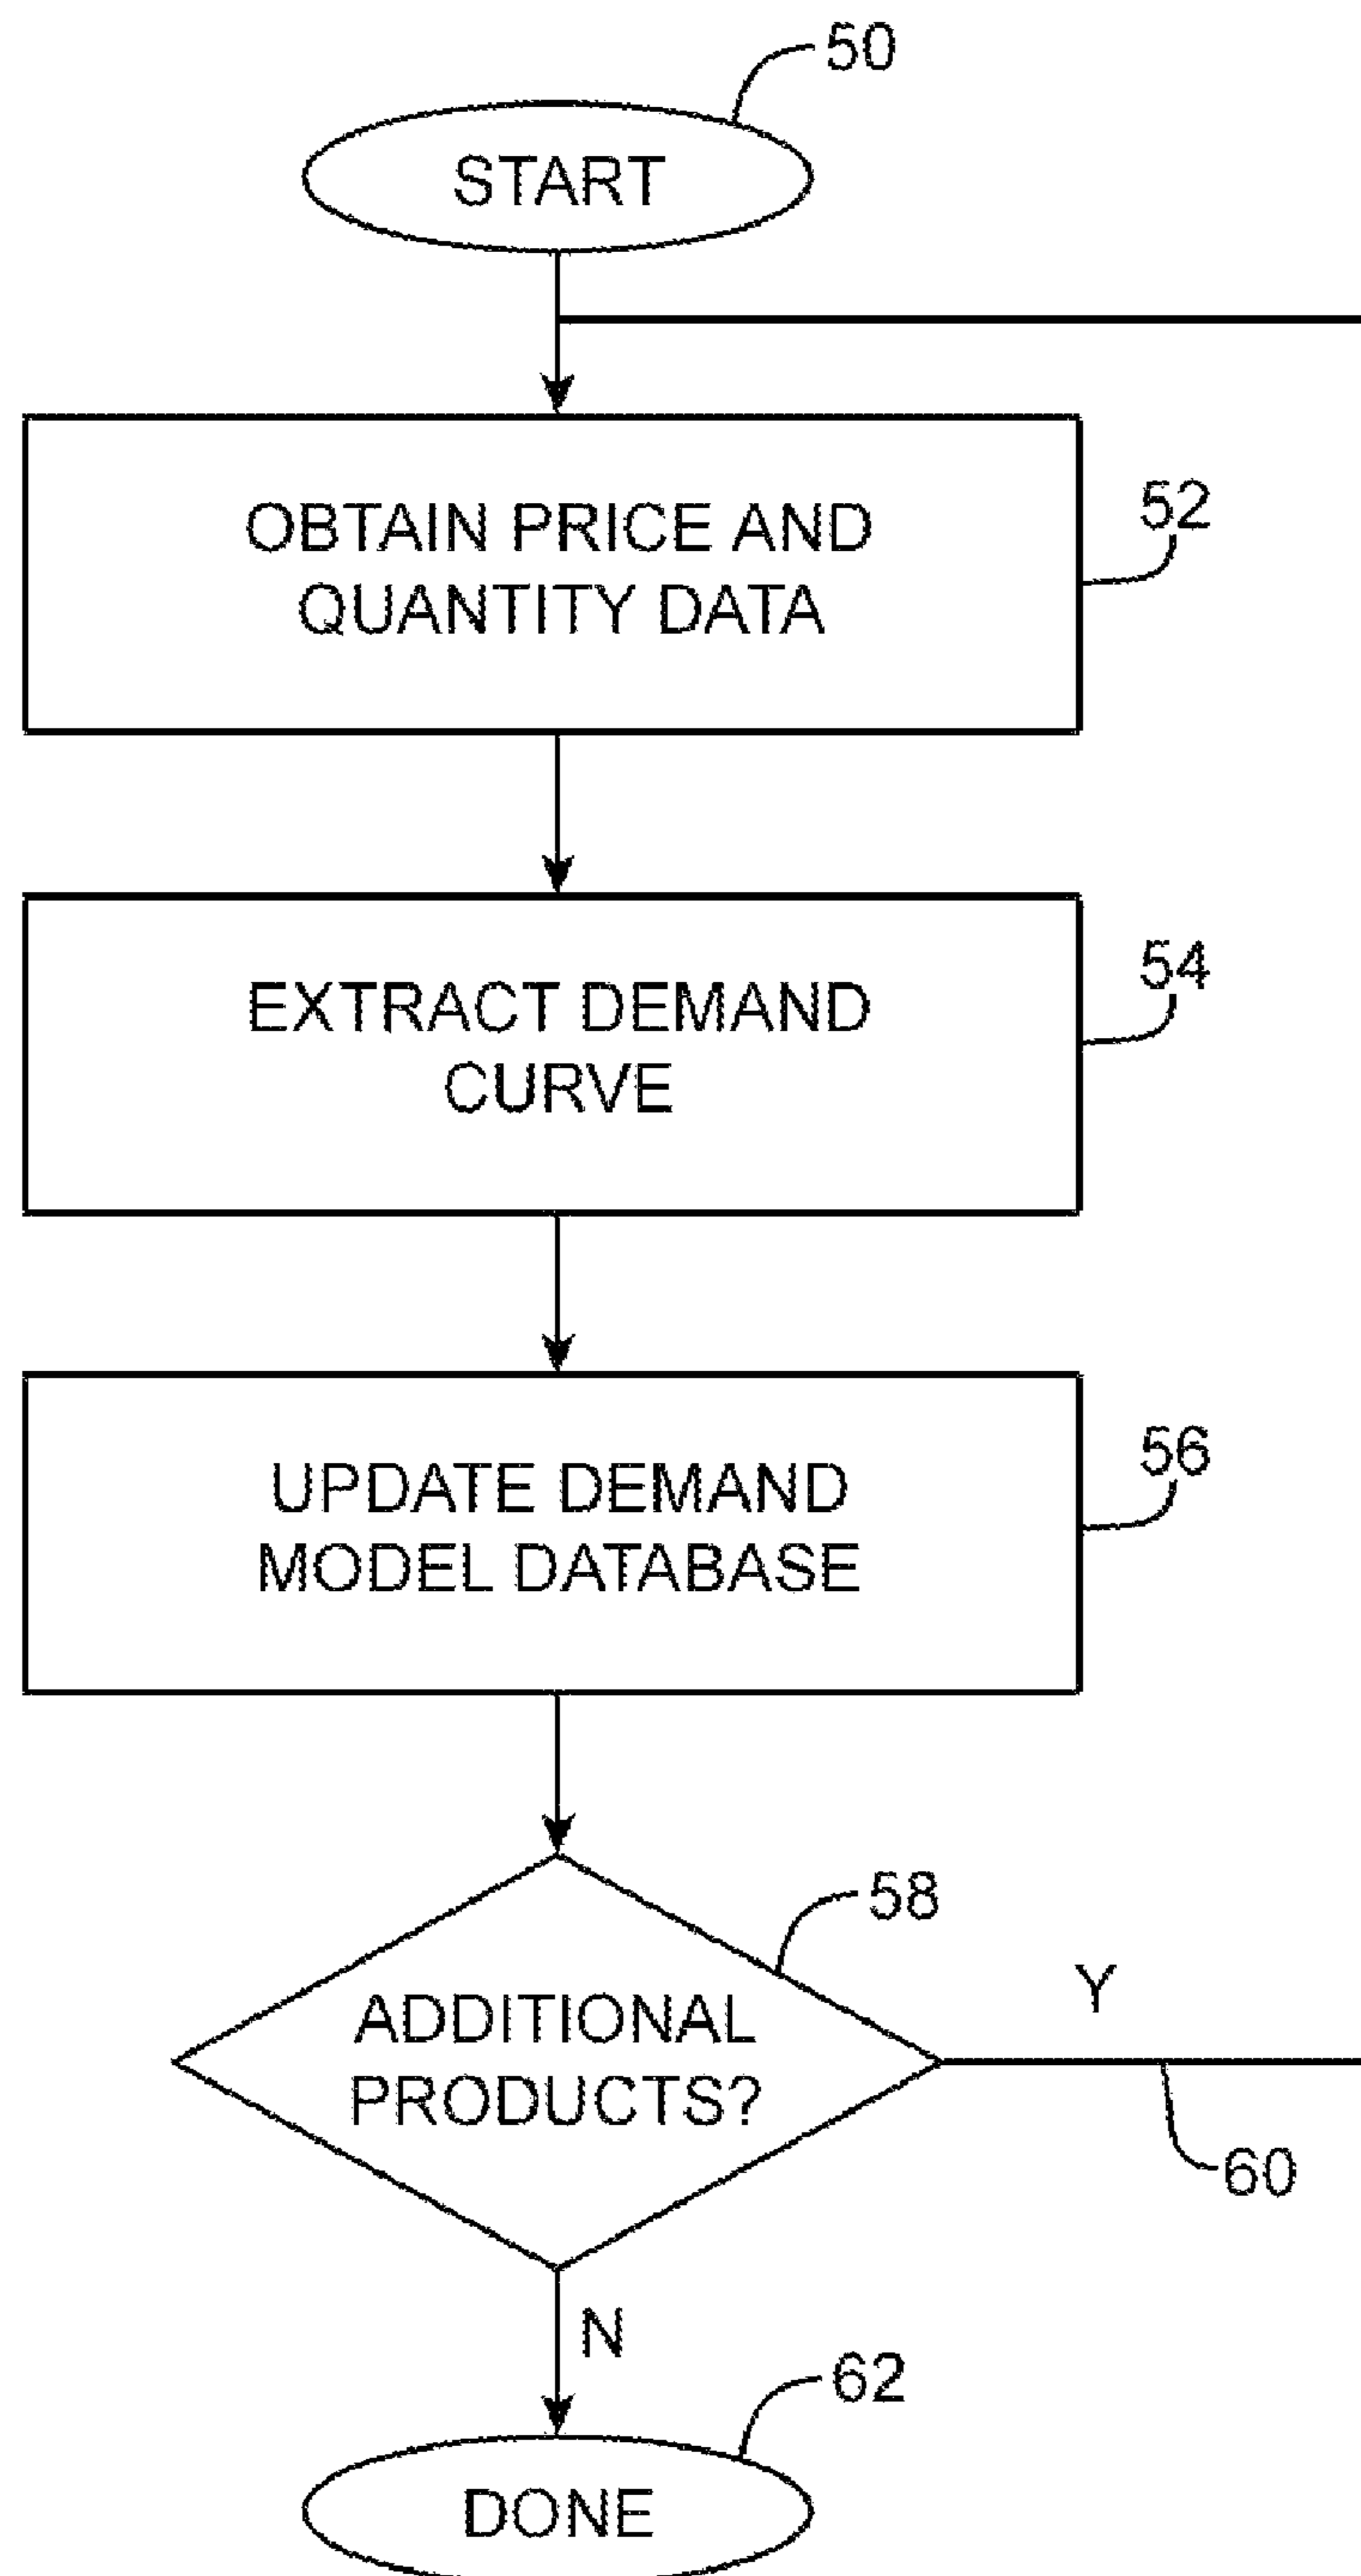 50
START
OBTAIN PRICE AND
QUANTITY DATA
52
EXTRACT DEMAND
CURVE
54
UPDATE DEMAND
MODEL DATABASE
56
58
ADDITIONAL
PRODUCTS?
Y
60
N
62
DONE